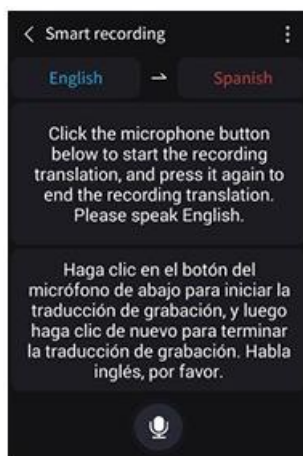 Smart recording
English → Spanish
Click the microphone button
below to start the recording
translation, and press it again to
end the recording translation.
Please speak English.
Haga clic en el botón del
micrófono de abajo para iniciar la
traducción de grabación, y luego
haga clic de nuevo para terminar
la traducción de grabación. Habla
inglés, por favor.